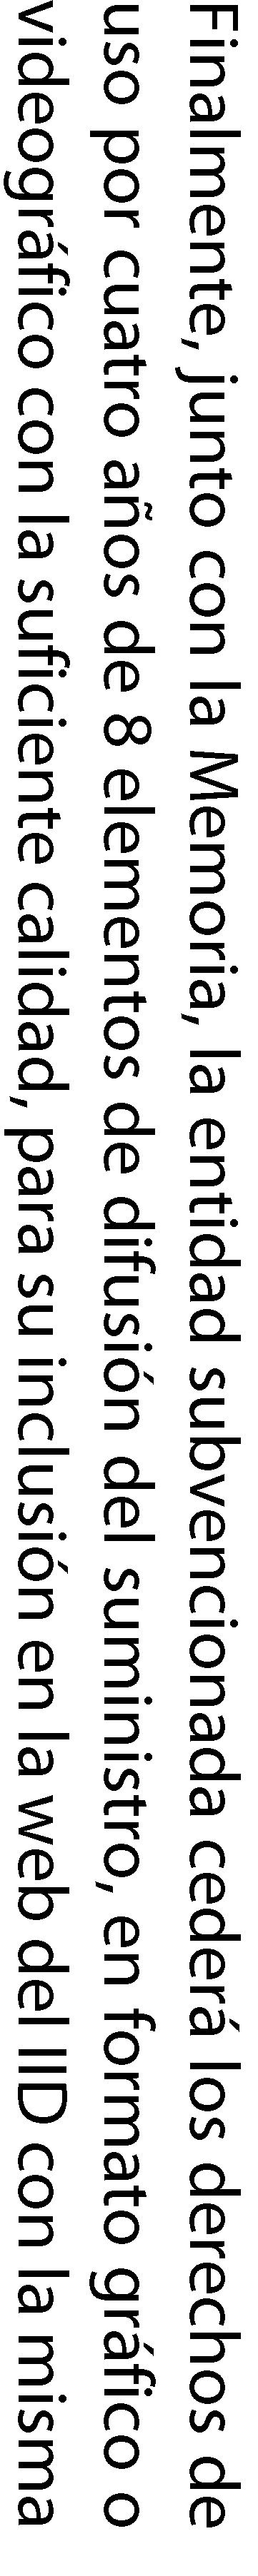 Finalmente, junto con la Memoria, la entidad subvencionada cederá los derechos de
uso por cuatro años de 8 elementos de difusión del suministro, en formato gráfico o
videográfico con la suficiente calidad, para su inclusión en la web del IID con la misma